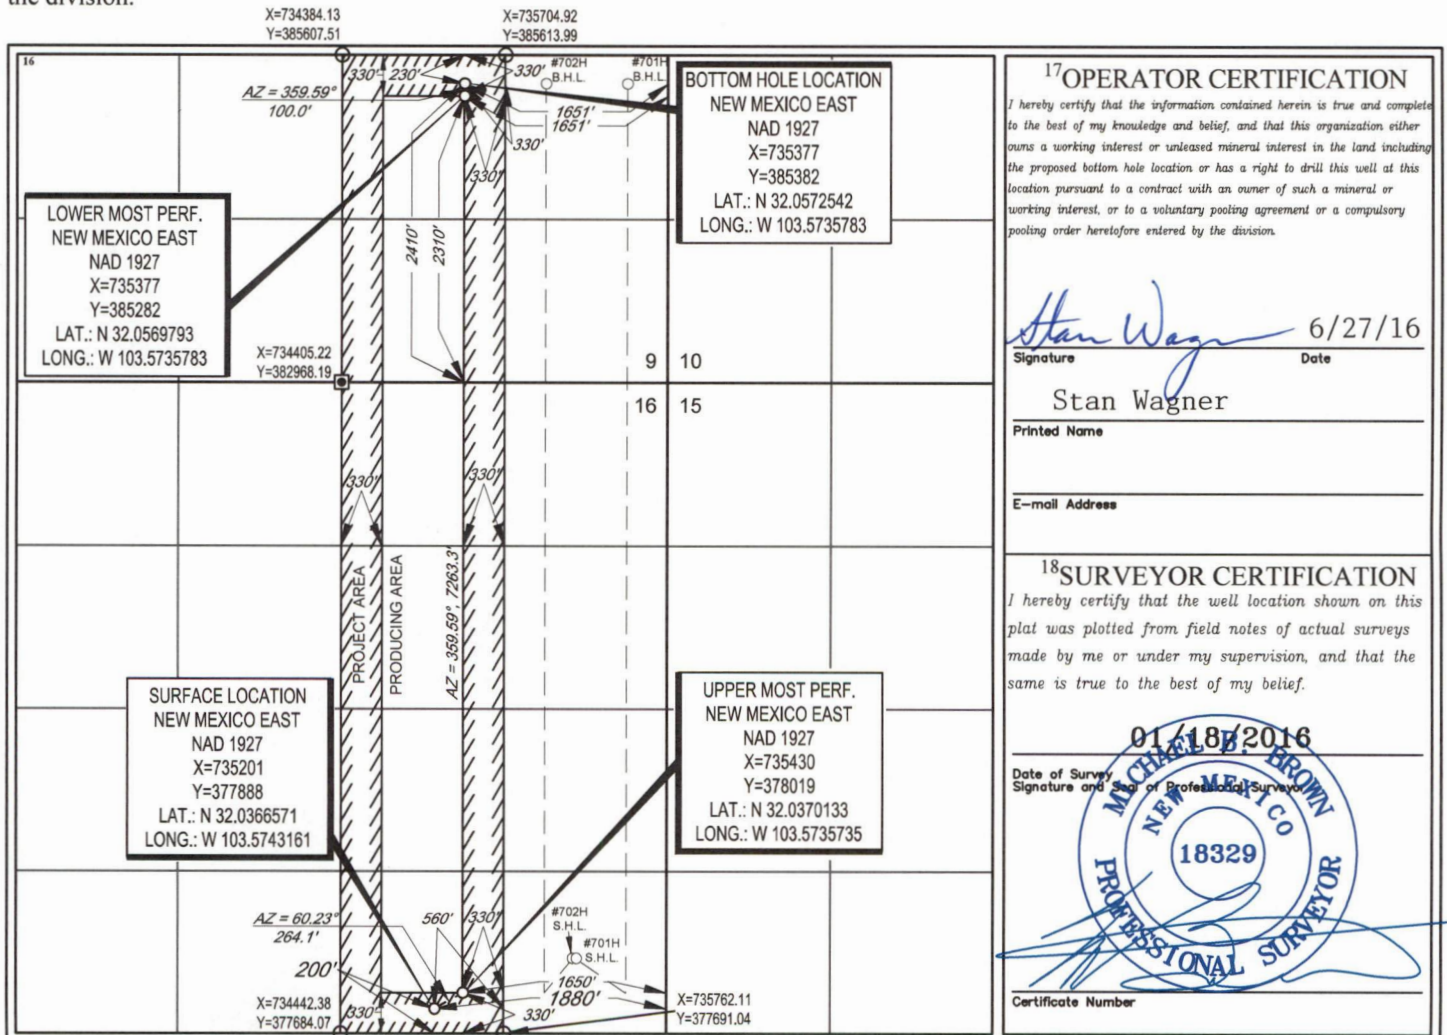 the division.
X=734384.13
Y=385607.51
X=735704.92
Y=385613.99
16
330'
230'
330'
#702H
B.H.L.
#701H
B.H.L.
AZ = 359.59°
100.0'
1651'
1651'
330'
330'
BOTTOM HOLE LOCATION
NEW MEXICO EAST
NAD 1927
X=735377
Y=385382
LAT.: N 32.0572542
LONG.: W 103.5735783
LOWER MOST PERF.
NEW MEXICO EAST
NAD 1927
X=735377
Y=385282
LAT.: N 32.0569793
LONG.: W 103.5735783
2410'
2310'
X=734405.22
Y=382968.19
9 10
16 15
330'
330'
PROJECT AREA
PRODUCING AREA
AZ = 359.59°, 7263.3'
SURFACE LOCATION
NEW MEXICO EAST
NAD 1927
X=735201
Y=377888
LAT.: N 32.0366571
LONG.: W 103.5743161
UPPER MOST PERF.
NEW MEXICO EAST
NAD 1927
X=735430
Y=378019
LAT.: N 32.0370133
LONG.: W 103.5735735
AZ = 60.23°
264.1'
560'
330'
#702H
S.H.L.
#701H
S.H.L.
200'
1650'
1880'
330'
330'
X=734442.38
Y=377684.07
X=735762.11
Y=377691.04
17 OPERATOR CERTIFICATION
I hereby certify that the information contained herein is true and complete
to the best of my knowledge and belief, and that this organization either
owns a working interest or unleased mineral interest in the land including
the proposed bottom hole location or has a right to drill this well at this
location pursuant to a contract with an owner of such a mineral or
working interest, or to a voluntary pooling agreement or a compulsory
pooling order heretofore entered by the division.
Stan Wagner 6/27/16
Signature Date
Stan Wagner
Printed Name
E-mail Address
18 SURVEYOR CERTIFICATION
I hereby certify that the well location shown on this
plat was plotted from field notes of actual surveys
made by me or under my supervision, and that the
same is true to the best of my belief.
01/18/2016
Date of Survey
Signature and Seal of Professional Surveyor
MICHAEL B. BROWN
NEW MEXICO
18329
PROFESSIONAL SURVEYOR
Certificate Number